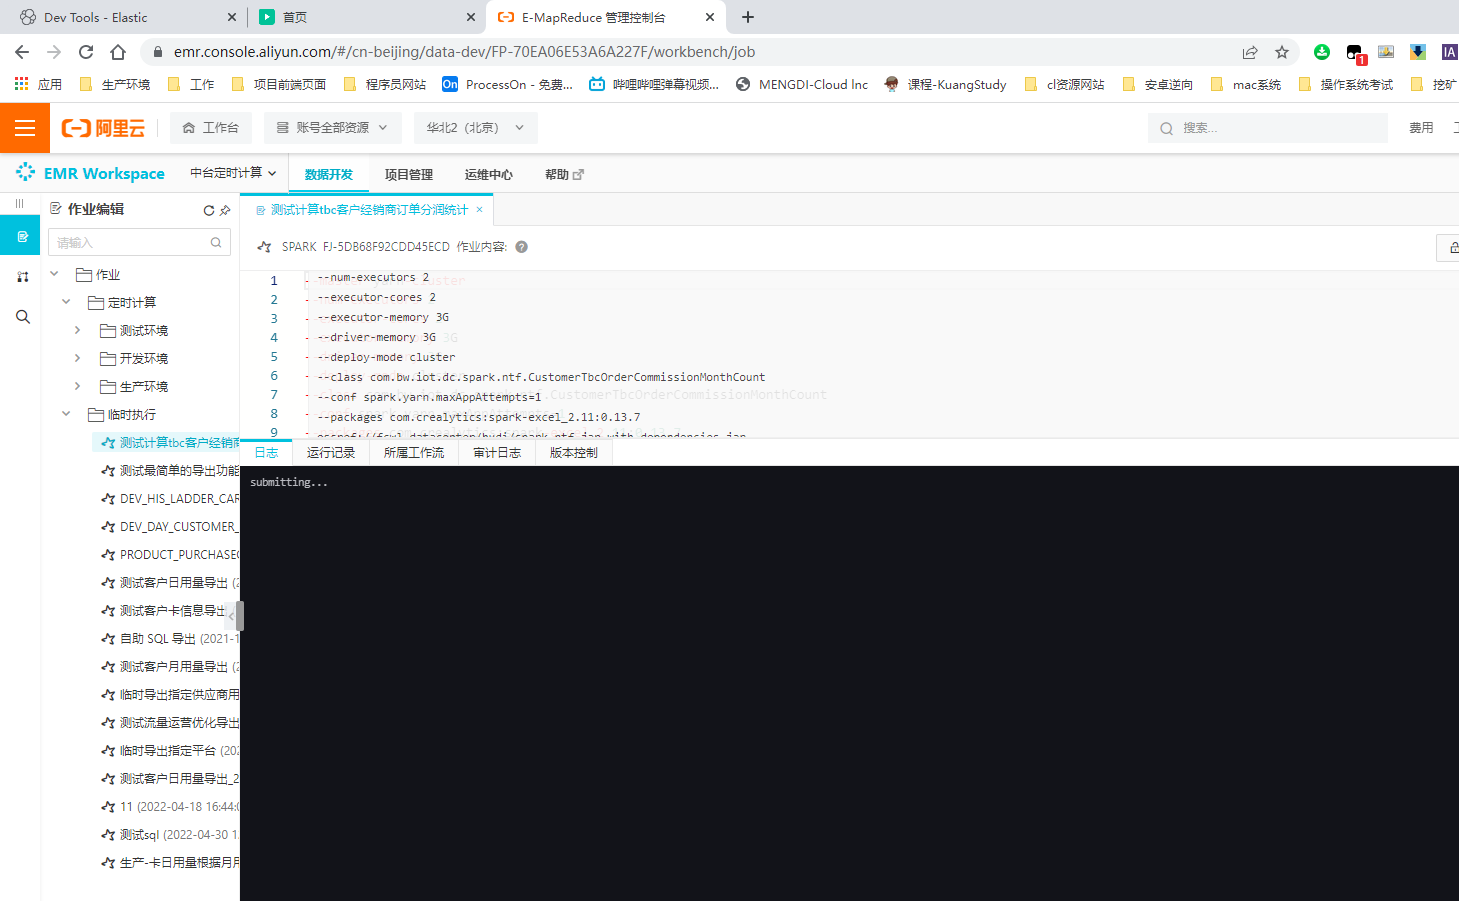 Dev Tools - Elastic
首页
E-MapReduce 管理控制台
emr.console.aliyun.com/#/cn-beijing/data-dev/FP-70EA06E53A6A227F/workbench/job
1
IA
应用
生产环境
工作
项目前端页面
程序员网站
On ProcessOn - 免费...
哔哩哔哩弹幕视频...
MENGDI-Cloud Inc
课程-KuangStudy
cl资源网站
安卓逆向
mac系统
操作系统考试
挖矿
阿里云
工作台
账号全部资源
华北2（北京）
搜索...
费用
EMR Workspace
中台定时计算
数据开发
项目管理
运维中心
帮助
作业编辑
请输入
作业
定时计算
测试环境
开发环境
生产环境
临时执行
测试计算tbc客户经销商
测试最简单的导出功能
DEV_HIS_LADDER_CAR
DEV_DAY_CUSTOMER_
PRODUCT_PURCHASE
测试客户日用量导出 (2
测试客户卡信息导出
自助 SQL 导出 (2021-1
测试客户月用量导出 (2
临时导出指定供应商用
测试流量运营优化导出
临时导出指定平台 (202
测试客户日用量导出_2
11 (2022-04-18 16:44:0
测试sql (2022-04-30 1
生产-卡日用量根据月用
测试计算tbc客户经销商订单分润统计 ×
SPARK FJ-5DB68F92CDD45ECD 作业内容:
1 --num-executors 2
2 --executor-cores 2
3 --executor-memory 3G
4 --driver-memory 3G
5 --deploy-mode cluster
6 --class com.bw.iot.dc.spark.ntf.CustomerTbcOrderCommissionMonthCount
7 --conf spark.yarn.maxAppAttempts=1
8 --packages com.crealytics:spark-excel_2.11:0.13.7
9
日志
运行记录
所属工作流
审计日志
版本控制
submitting...